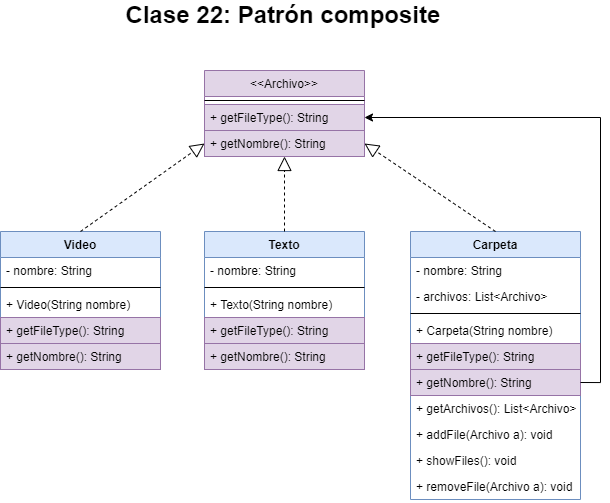 Clase 22: Patrón composite
<<Archivo>>
+ getFileType(): String
+ getNombre(): String
Video
- nombre: String
+ Video(String nombre)
+ getFileType(): String
+ getNombre(): String
Texto
- nombre: String
+ Texto(String nombre)
+ getFileType(): String
+ getNombre(): String
Carpeta
- nombre: String
- archivos: List<Archivo>
+ Carpeta(String nombre)
+ getFileType(): String
+ getNombre(): String
+ getArchivos(): List<Archivo>
+ addFile(Archivo a): void
+ showFiles(): void
+ removeFile(Archivo a): void